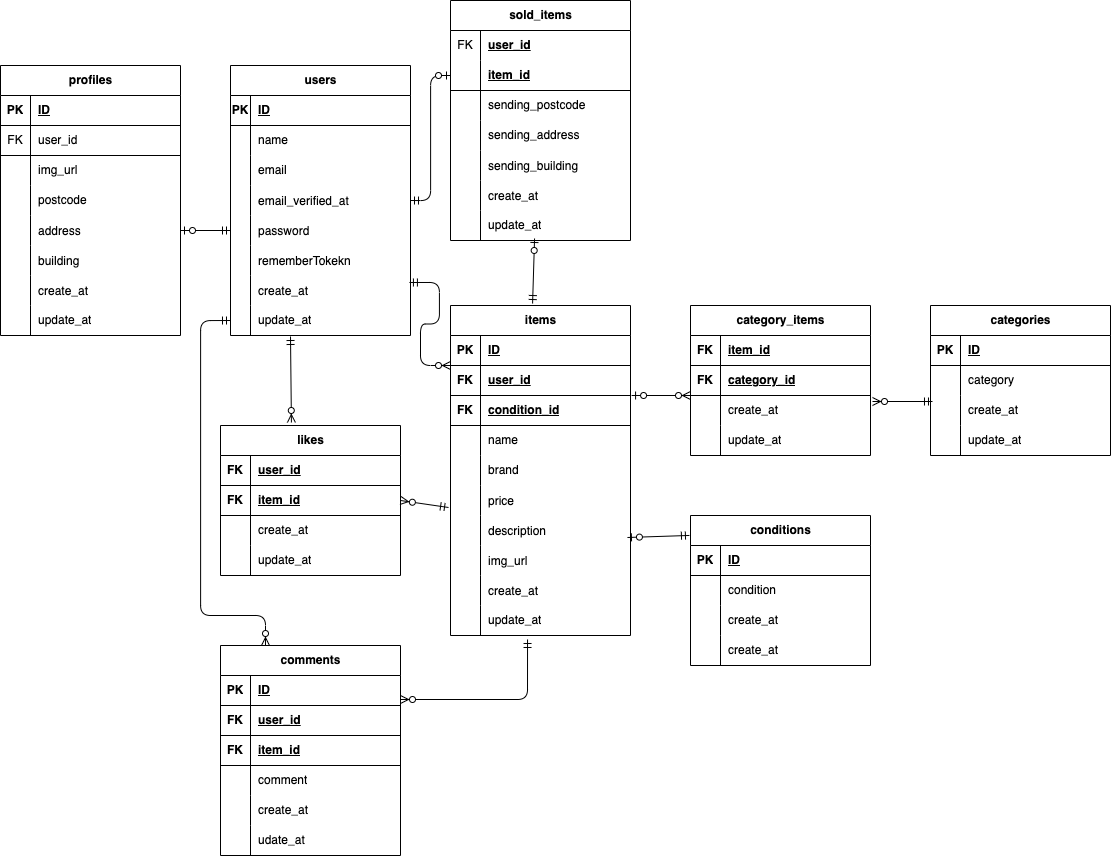 sold_items
FK user_id
item_id
sending_postcode
sending_address
sending_building
create_at
update_at
profiles
PK ID
FK user_id
img_url
postcode
address
building
create_at
update_at
users
PK ID
name
email
email_verified_at
password
rememberTokekn
create_at
update_at
items
PK ID
FK user_id
FK condition_id
name
brand
price
description
img_url
create_at
update_at
category_items
FK item_id
FK category_id
create_at
update_at
categories
PK ID
category
create_at
update_at
likes
FK user_id
FK item_id
create_at
update_at
conditions
PK ID
condition
create_at
create_at
comments
PK ID
FK user_id
FK item_id
comment
create_at
udate_at